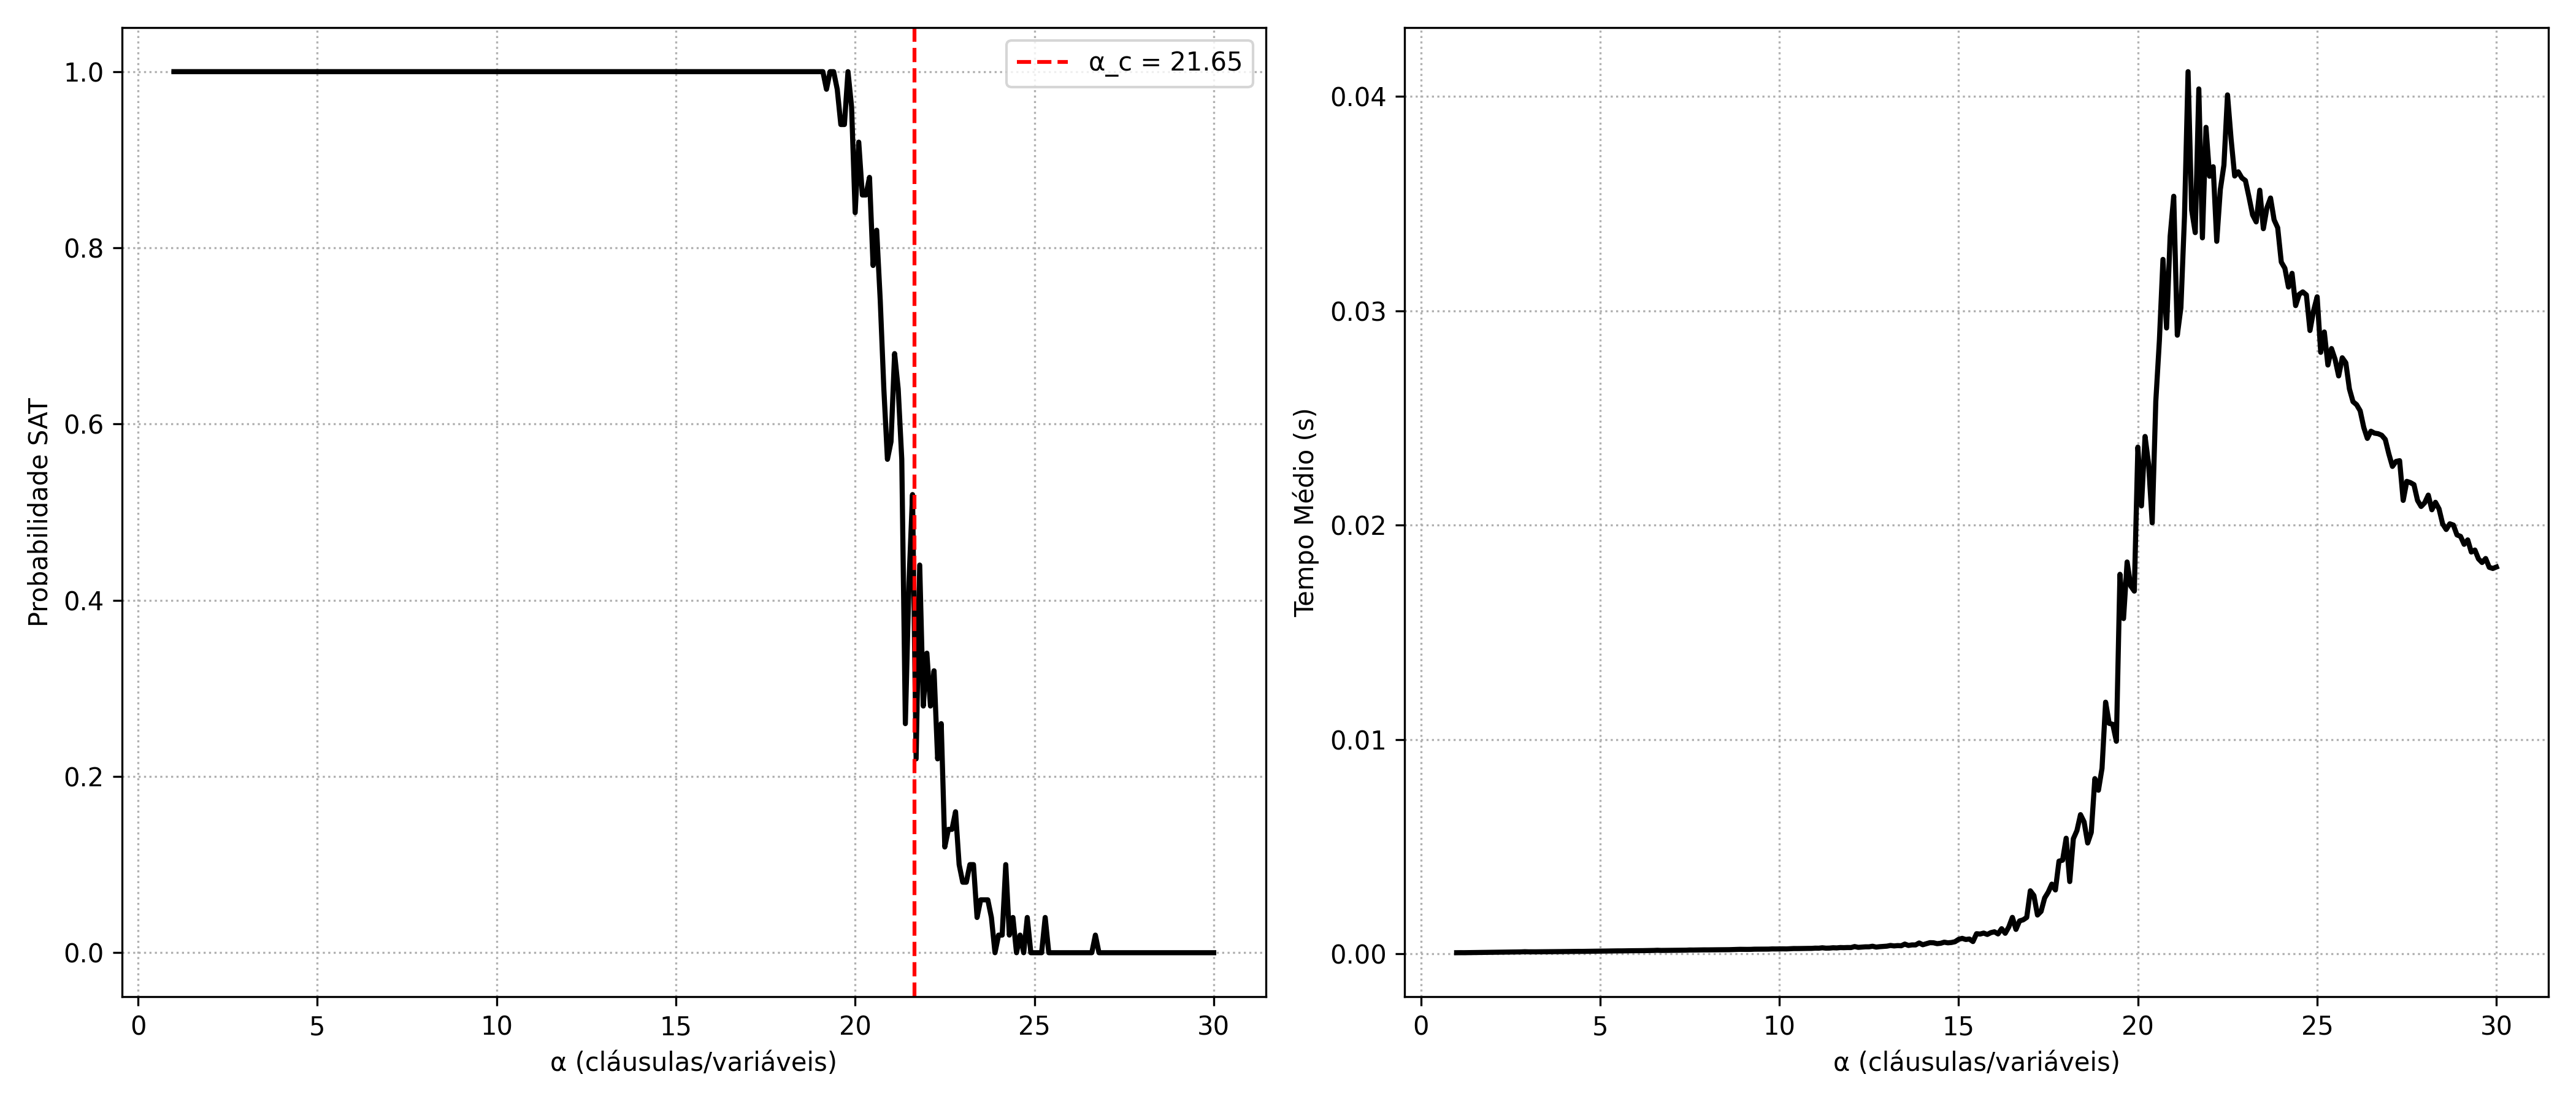 α_c = 21.65
1.0
0.8
0.6
0.4
0.2
0.0
Probabilidade SAT
0 5 10 15 20 25 30
α (cláusulas/variáveis)
0.04
0.03
0.02
0.01
0.00
Tempo Médio (s)
0 5 10 15 20 25 30
α (cláusulas/variáveis)